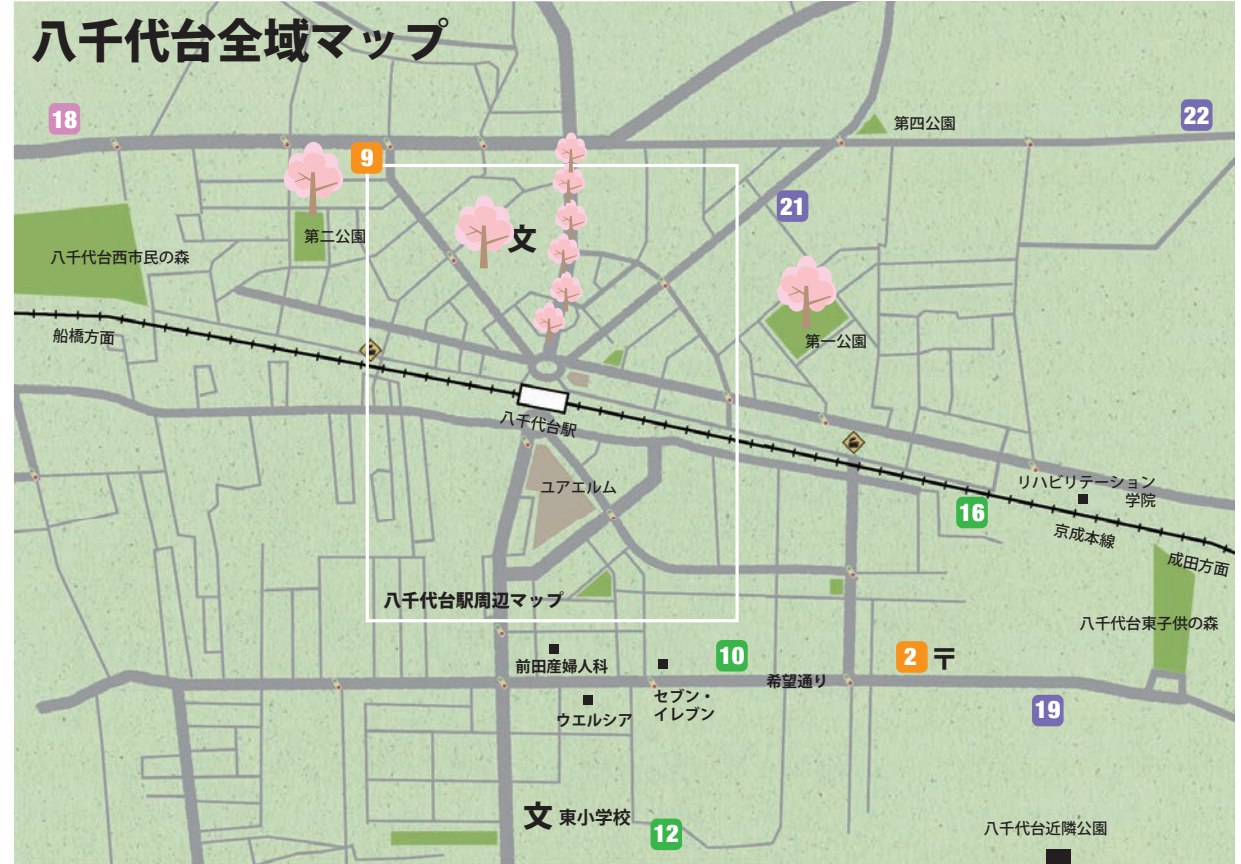 八千代台全域マップ
18
22
第四公園
9
21
文
第二公園
八千代台西市民の森
船橋方面
第一公園
八千代台駅
ユアエルム
リハビリテーション
学院
16
京成本線
成田方面
八千代台駅周辺マップ
八千代台東子供の森
前田産婦人科
10
2 〒
希望通り
セブン・
イレブン
ウエルシア
19
文 東小学校
12
八千代台近隣公園